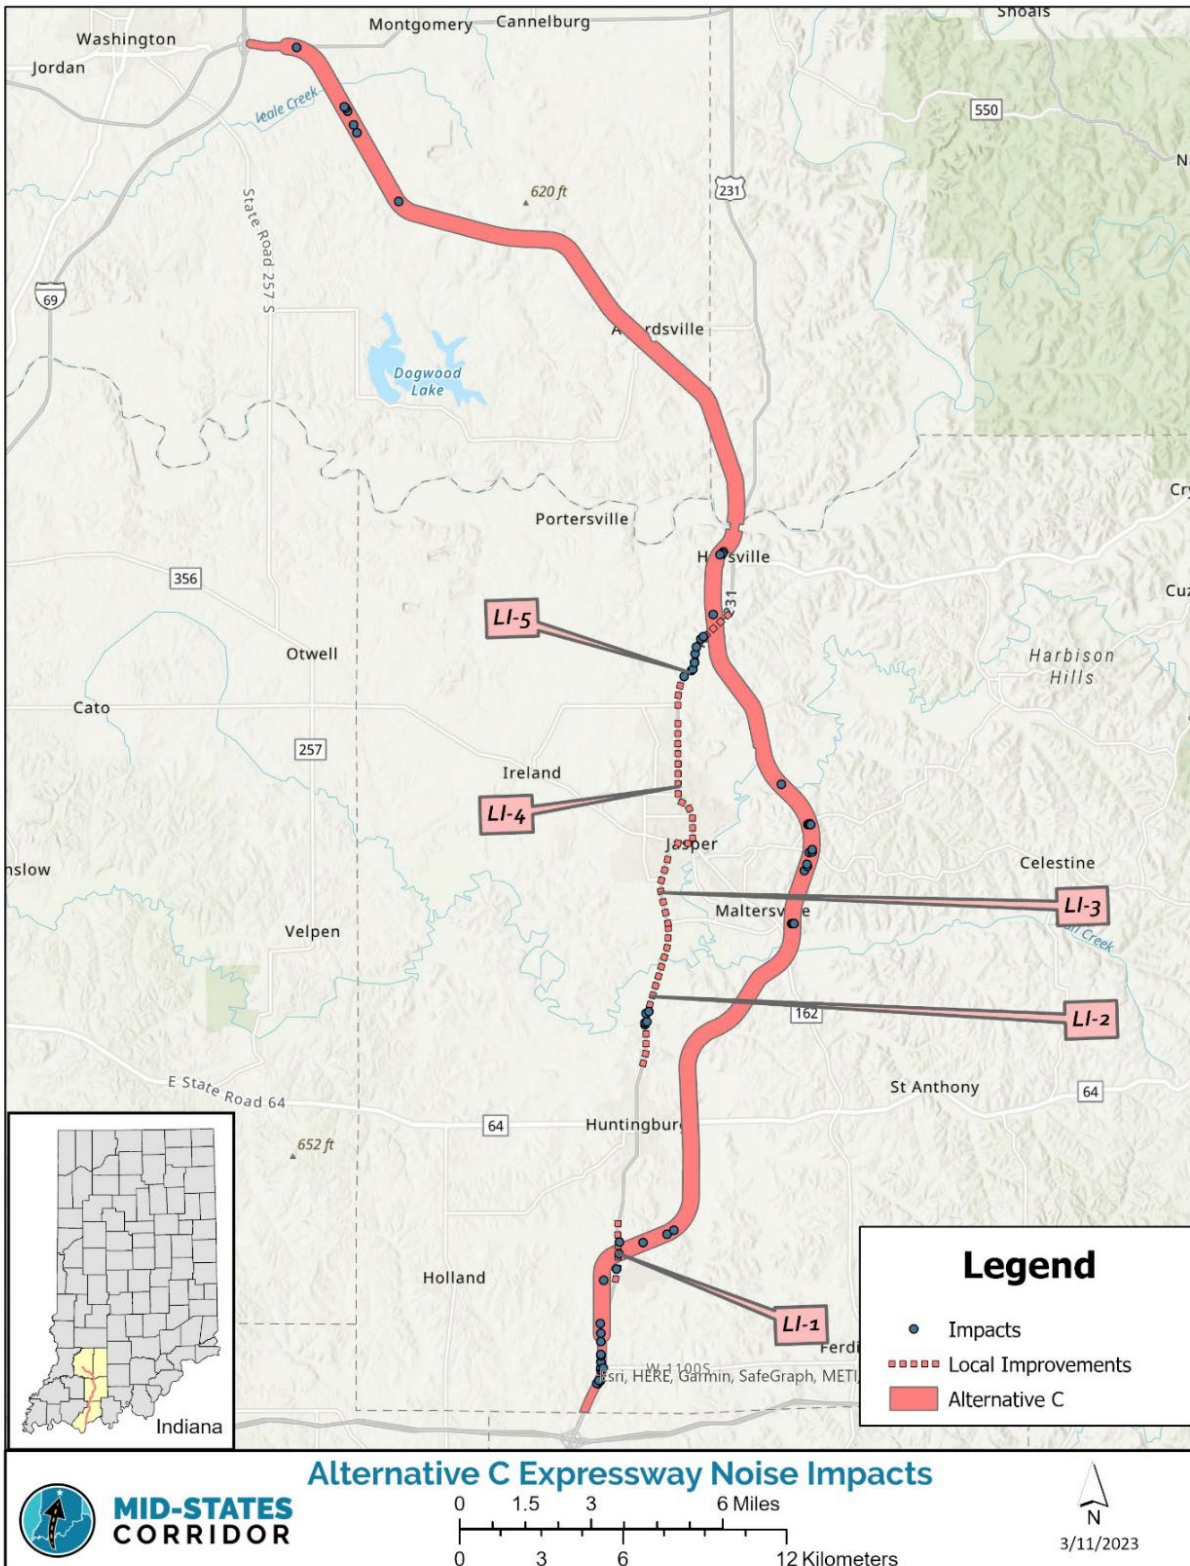 Shoals
Montgomery
Cannelburg
Washington
Jordan
Veale Creek
550
State Road 257 S
620 ft
231
69
Dogwood
Lake
Portersville
356
231
LI-5
Otwell
Harbison
Hills
Cato
257
Ireland
LI-4
Jasper
Celestine
LI-3
Velpen
LI-2
162
E State Road 64
St Anthony
64
64
652 ft
Holland
LI-1
W 1100S
Esri, HERE, Garmin, SafeGraph, METI
Indiana
Legend
Impacts
Local Improvements
Alternative C
Alternative C Expressway Noise Impacts
MID-STATES
CORRIDOR
0 1.5 3 6 Miles
0 3 6 12 Kilometers
N
3/11/2023